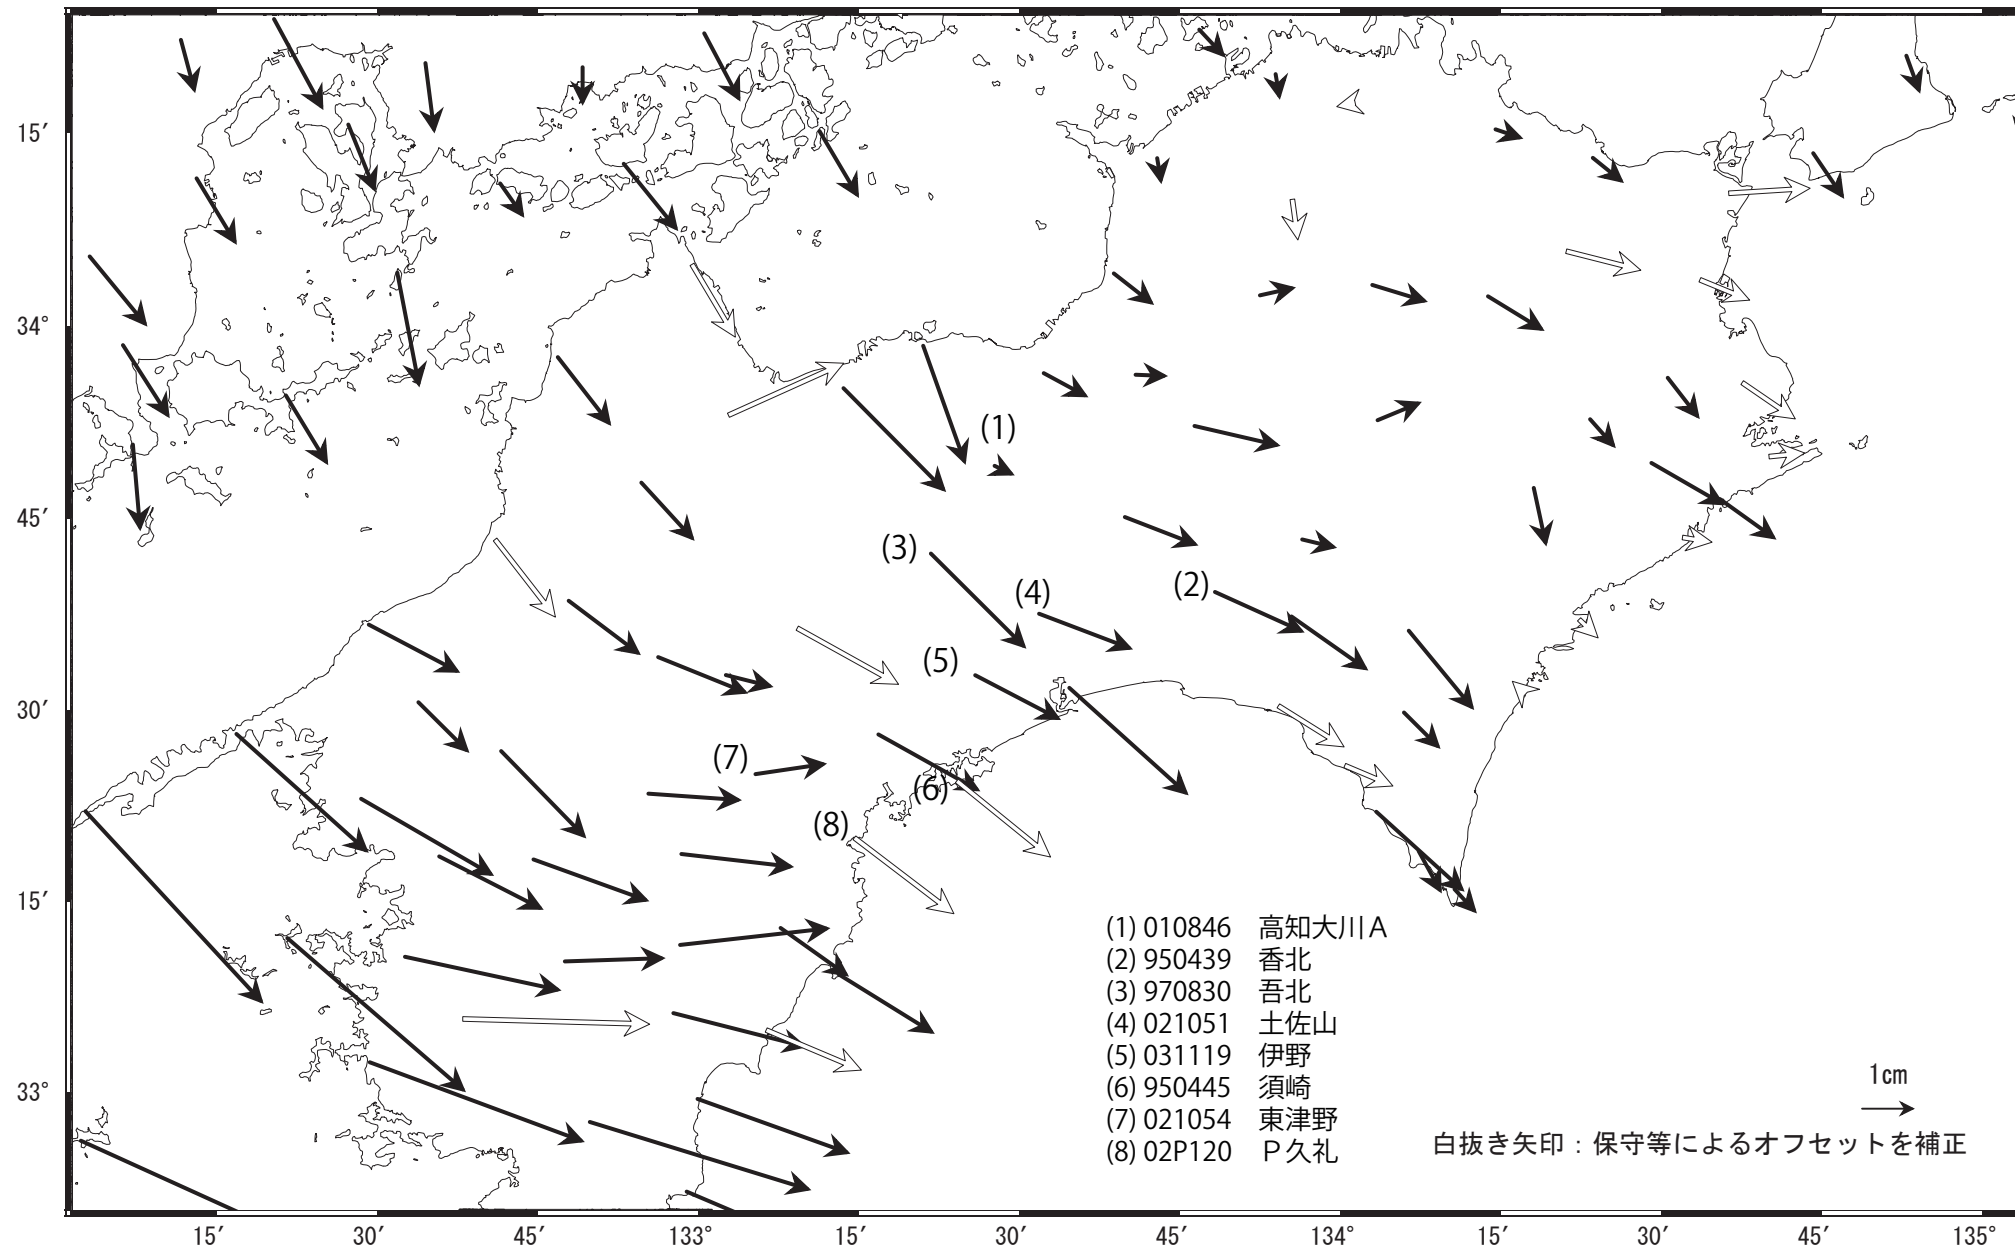 15′
34°
45′
30′
15′
33°
(1)
(3)
(4)
(2)
(5)
(7)
(6)
(8)
(1) 010846 高知大川A
(2) 950439 香北
(3) 970830 吾北
(4) 021051 土佐山
(5) 031119 伊野
(6) 950445 須崎
(7) 021054 東津野
(8) 02P120 P久礼
1cm
白抜き矢印：保守等によるオフセットを補正
15′ 30′ 45′ 133° 15′ 30′ 45′ 134° 15′ 30′ 45′ 135°